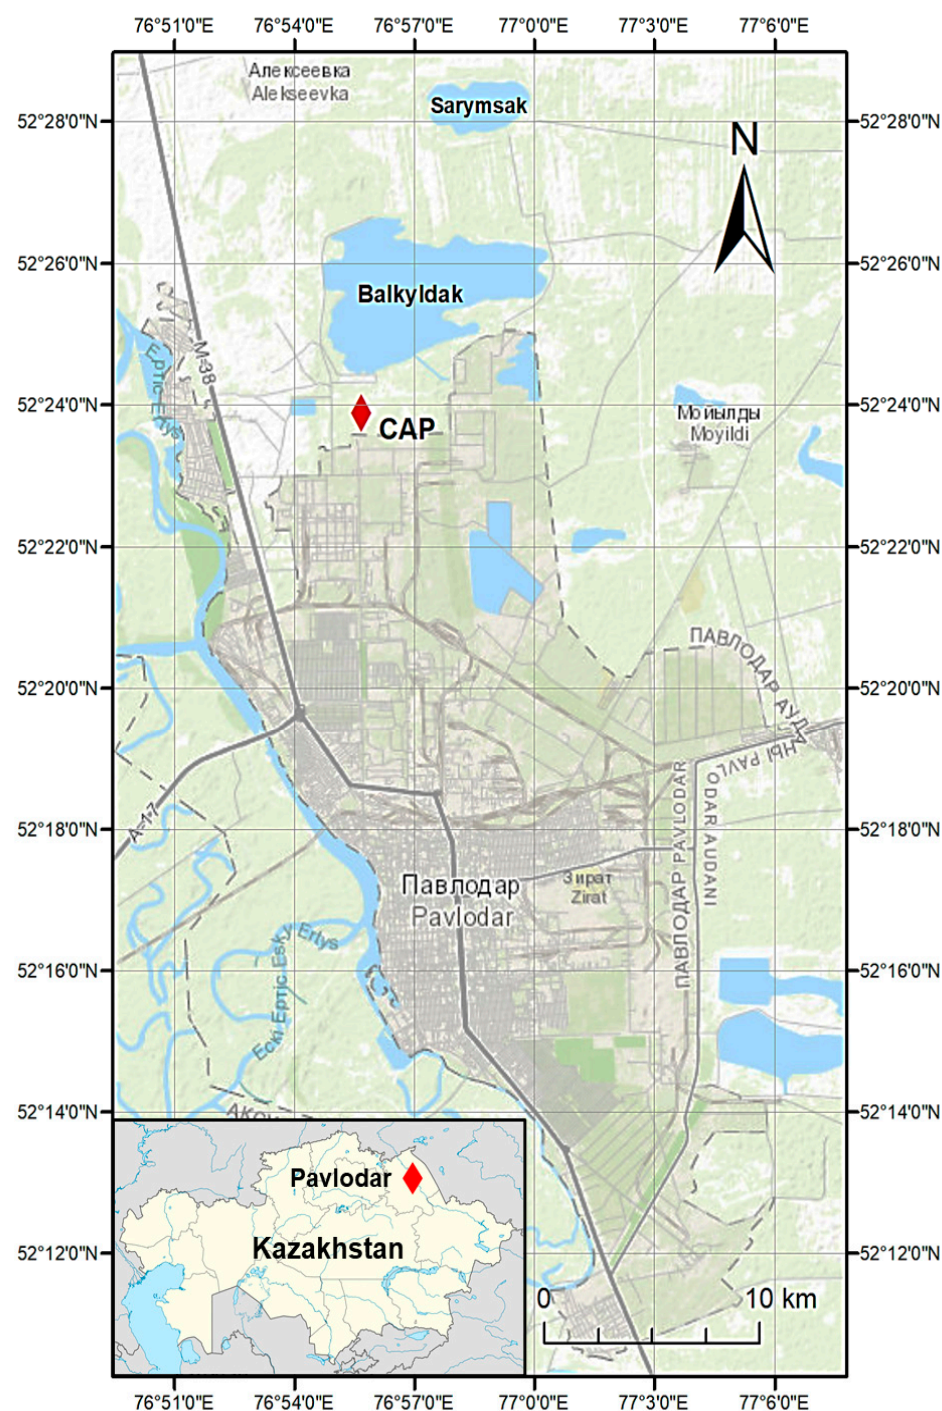 76°51'0"E 76°54'0"E 76°57'0"E 77°0'0"E 77°3'0"E 77°6'0"E
Алексеевка
Alekseevka
Sarymsak
52°28'0"N 52°28'0"N
N
52°26'0"N 52°26'0"N
Balkyldak
M-38
Ертіс Ertys
52°24'0"N 52°24'0"N
CAP
Мойылды
Moyildi
52°22'0"N 52°22'0"N
ПАВЛОДАР АУДАНЫ PAVLODAR AUDANI
52°20'0"N 52°20'0"N
A-17
52°18'0"N 52°18'0"N
ПАВЛОДАР PAVLODAR
Павлодар
Pavlodar
Зират
Zirat
Ескі Ертіс Esky Ertys
52°16'0"N 52°16'0"N
52°14'0"N 52°14'0"N
Pavlodar
Kazakhstan
52°12'0"N 52°12'0"N
0 10 km
76°51'0"E 76°54'0"E 76°57'0"E 77°0'0"E 77°3'0"E 77°6'0"E